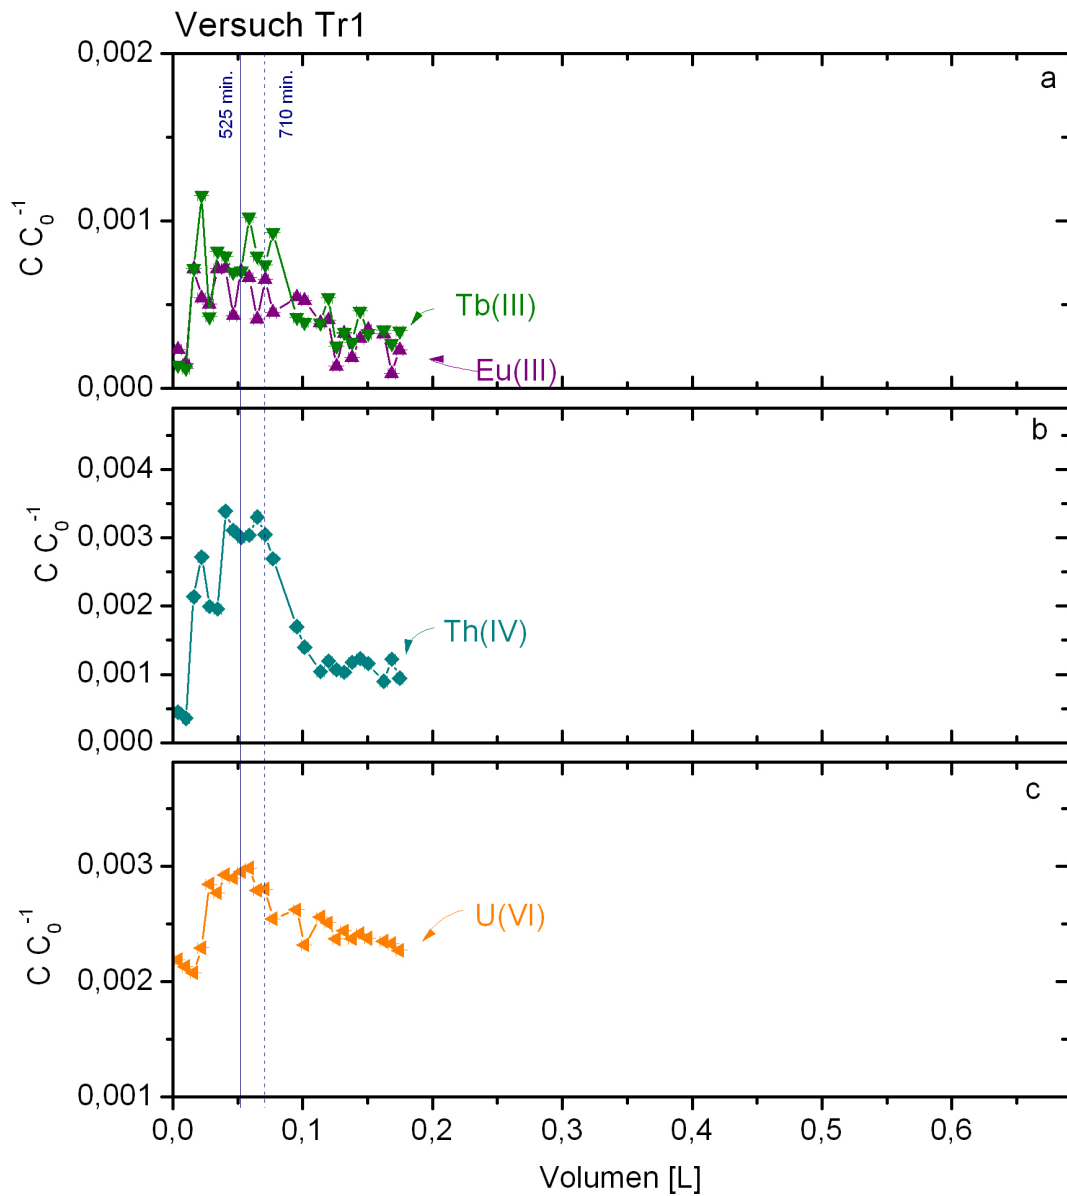 Versuch Tr1
0,002
a
525 min.
710 min.
0,001
C C₀⁻¹
Tb(III)
Eu(III)
0,000
b
0,004
0,003
C C₀⁻¹
0,002
Th(IV)
0,001
0,000
c
0,003
U(VI)
C C₀⁻¹
0,002
0,001
0,0 0,1 0,2 0,3 0,4 0,5 0,6
Volumen [L]